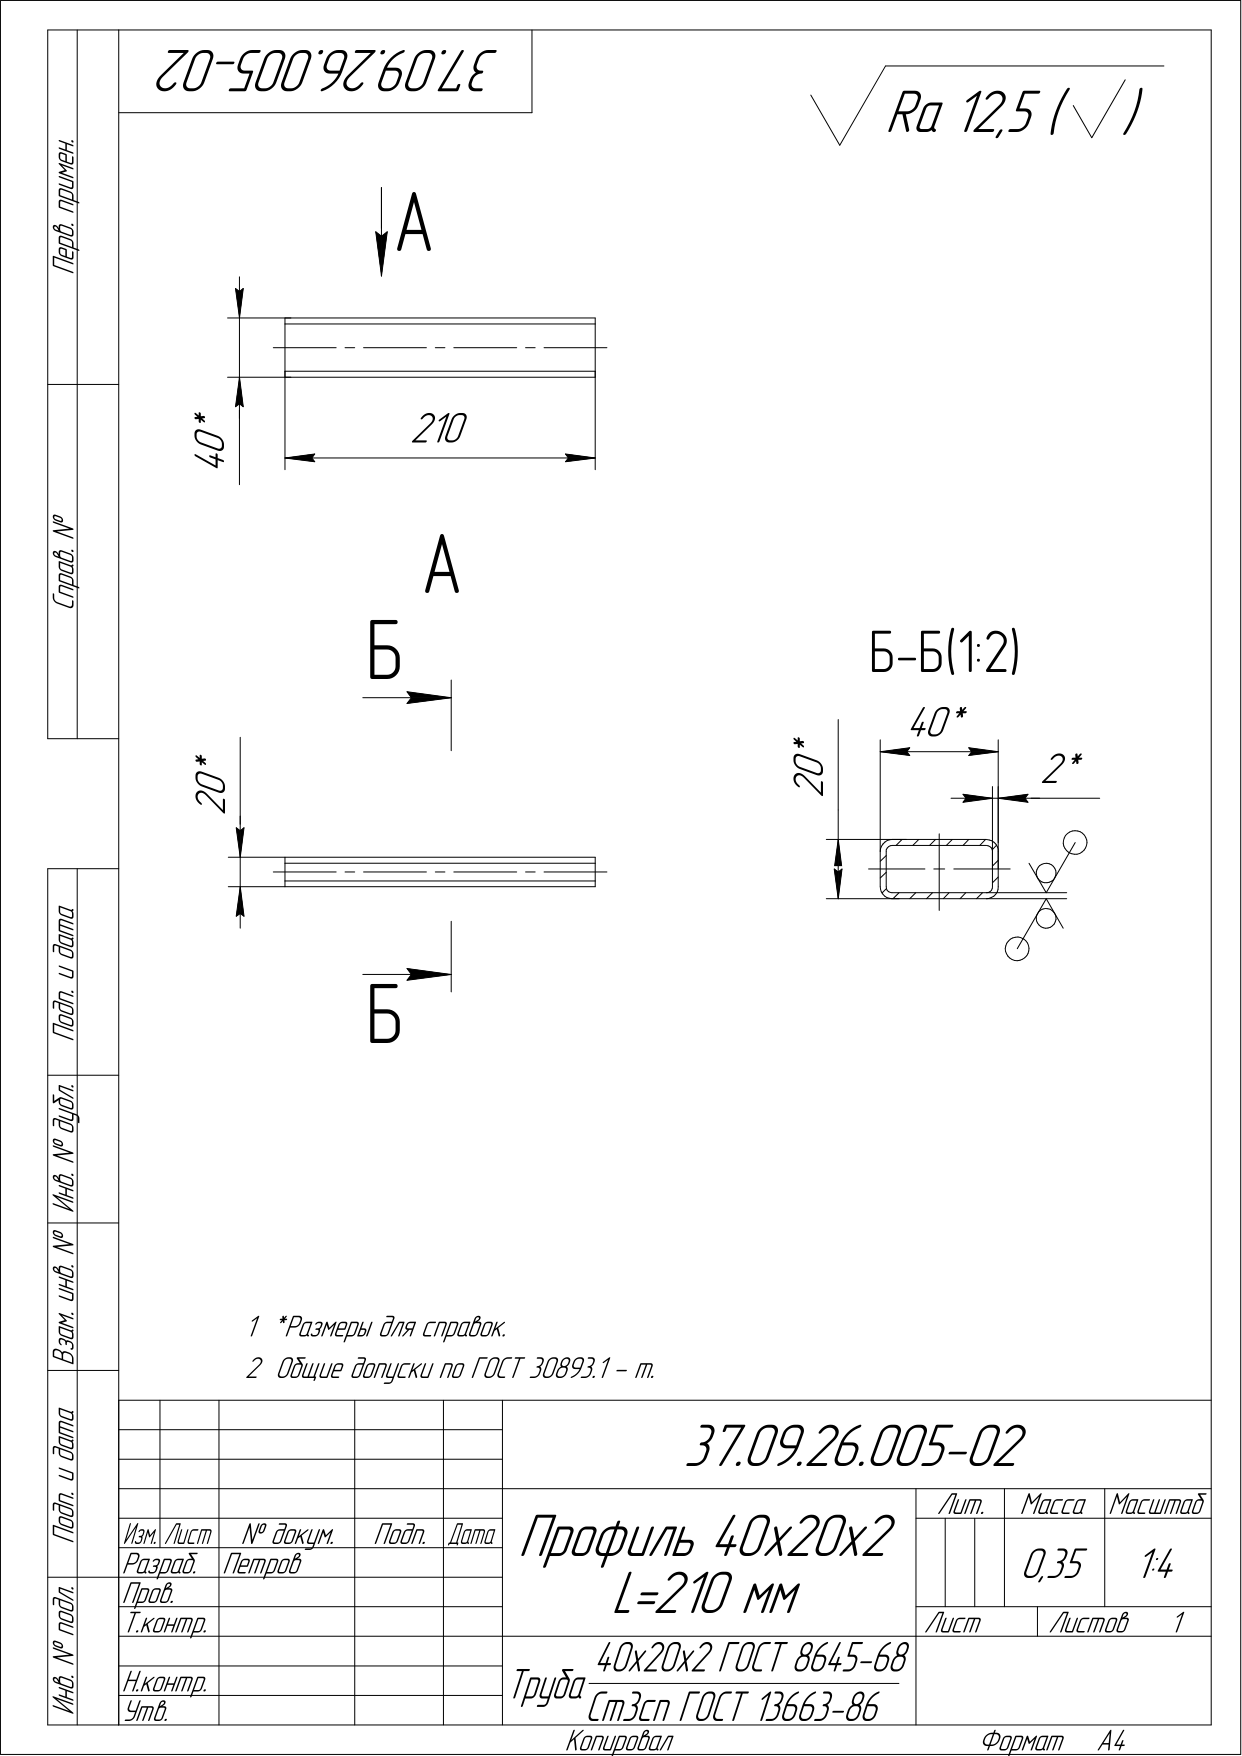 37.09.26.005-02
Ra 12,5 (√)
А
40*
210
А
Б
Б-Б(1:2)
40*
20*
2*
20*
Б
1 *Размеры для справок.
2 Общие допуски по ГОСТ 30893.1 - m.
Перв. примен.
Справ. №
Подп. и дата
Инв. № дубл.
Взам. инв. №
Подп. и дата
Инв. № подл.
37.09.26.005-02
Изм. Лист № докум. Подп. Дата
Разраб. Петров
Пров.
Т.контр.
Н.контр.
Утв.
Профиль 40х20х2
L=210 мм
Лит. Масса Масштаб
0,35 1:4
Лист Листов 1
Труба 40х20х2 ГОСТ 8645-68
Ст3сп ГОСТ 13663-86
Копировал Формат А4